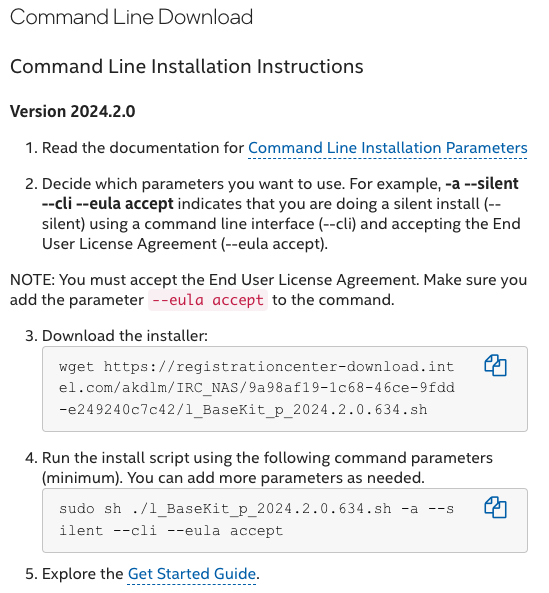 Command Line Download
Command Line Installation Instructions
Version 2024.2.0
1. Read the documentation for Command Line Installation Parameters
2. Decide which parameters you want to use. For example, -a --silent
--cli --eula accept indicates that you are doing a silent install (--
silent) using a command line interface (--cli) and accepting the End
User License Agreement (--eula accept).
NOTE: You must accept the End User License Agreement. Make sure you
add the parameter --eula accept to the command.
3. Download the installer:
wget https://registrationcenter-download.int
el.com/akdlm/IRC_NAS/9a98af19-1c68-46ce-9fdd
-e249240c7c42/l_BaseKit_p_2024.2.0.634.sh
4. Run the install script using the following command parameters
(minimum). You can add more parameters as needed.
sudo sh ./l_BaseKit_p_2024.2.0.634.sh -a --s
ilent --cli --eula accept
5. Explore the Get Started Guide.